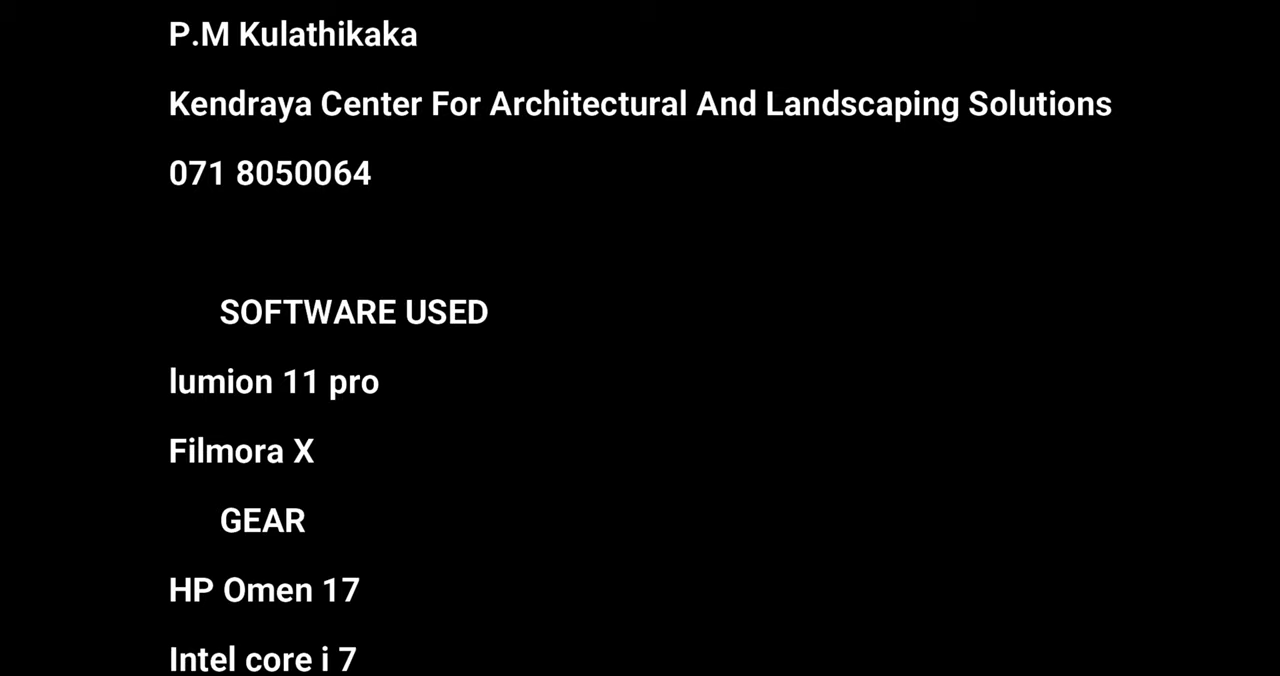 P.M Kulathikaka
Kendraya Center For Architectural And Landscaping Solutions
071 8050064
SOFTWARE USED
lumion 11 pro
Filmora X
GEAR
HP Omen 17
Intel core i 7